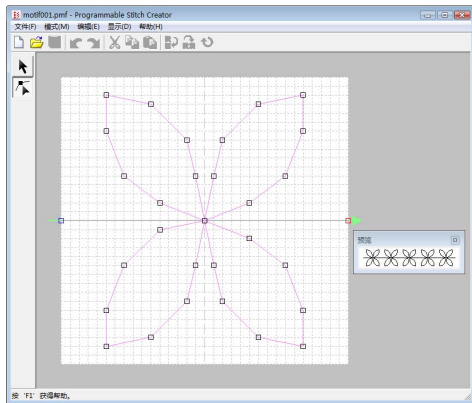 motif001.pmf - Programmable Stitch Creator
文件(F) 模式(M) 编辑(E) 显示(D) 帮助(H)
预览
按 'F1' 获得帮助。